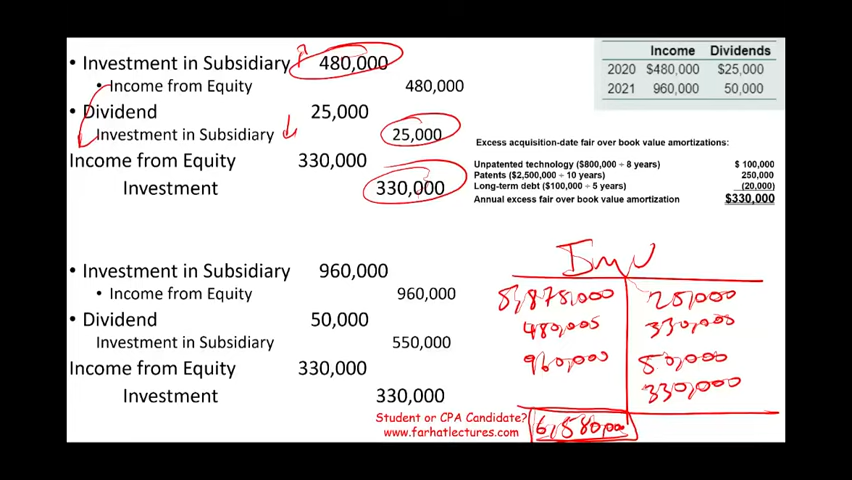 • Investment in Subsidiary 480,000
• Income from Equity 480,000
• Dividend 25,000
Investment in Subsidiary 25,000
Income from Equity 330,000
Investment 330,000
Income Dividends
2020 $480,000 $25,000
2021 960,000 50,000
Excess acquisition-date fair over book value amortizations:
Unpatented technology ($800,000 ÷ 8 years) $ 100,000
Patents ($2,500,000 ÷ 10 years) 250,000
Long-term debt ($100,000 ÷ 5 years) (20,000)
Annual excess fair over book value amortization $330,000
• Investment in Subsidiary 960,000
• Income from Equity 960,000
• Dividend 50,000
Investment in Subsidiary 550,000
Income from Equity 330,000
Investment 330,000
Inv
5,875,000 25,000
480,000 330,000
960,000 50,000
330,000
6,580,000
Student or CPA Candidate?
www.farhatlectures.com